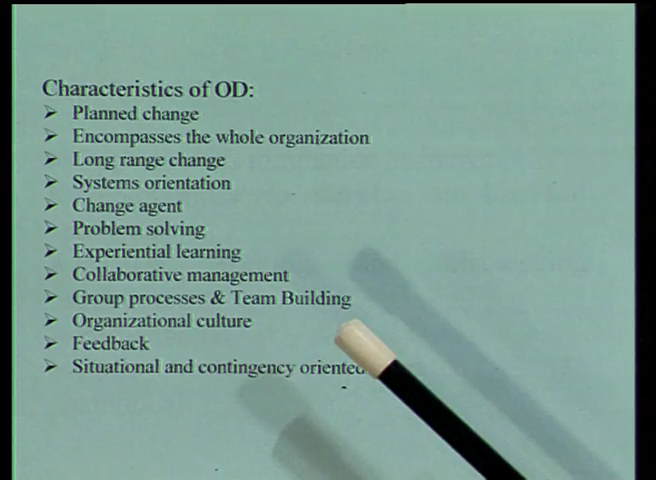 Characteristics of OD:
➢ Planned change
➢ Encompasses the whole organization
➢ Long range change
➢ Systems orientation
➢ Change agent
➢ Problem solving
➢ Experiential learning
➢ Collaborative management
➢ Group processes & Team Building
➢ Organizational culture
➢ Feedback
➢ Situational and contingency oriented